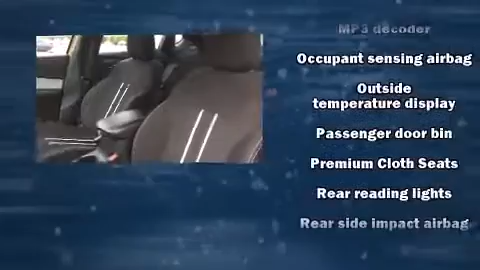 MP3 decoder
Occupant sensing airbag
Outside
temperature display
Passenger door bin
Premium Cloth Seats
Rear reading lights
Rear side impact airbag